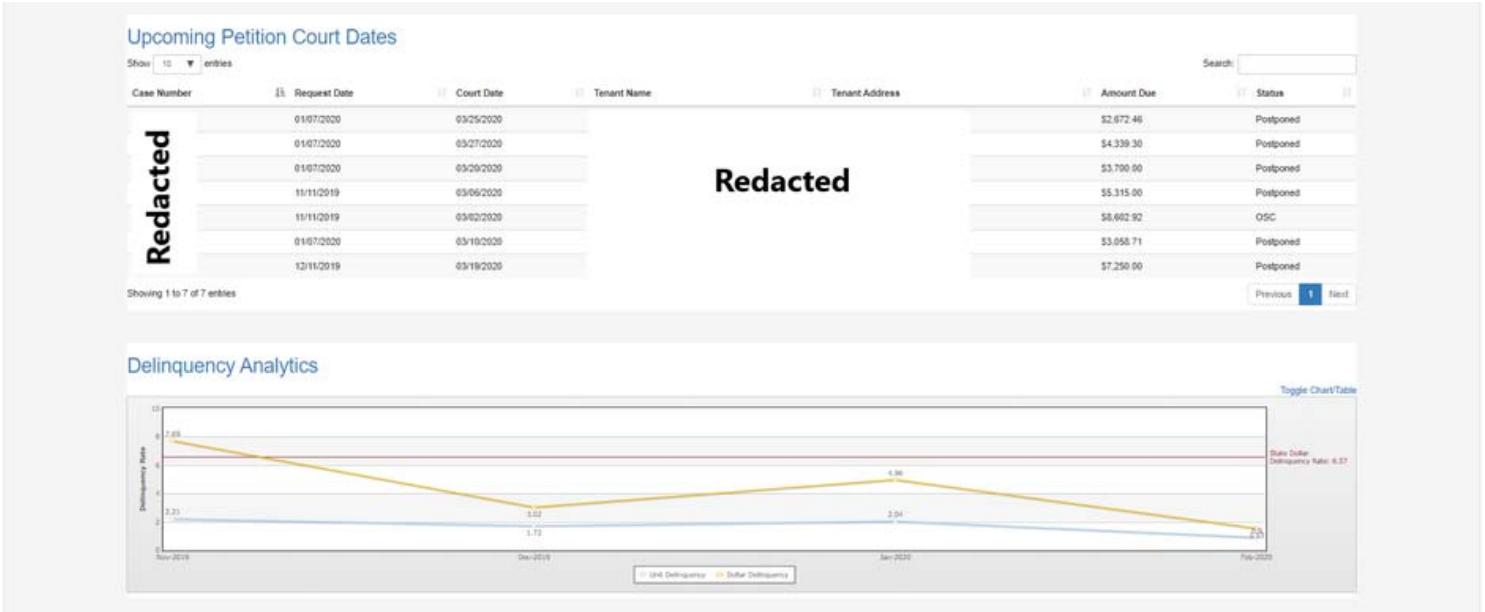 Upcoming Petition Court Dates
Show 10 entries
Search:
Case Number Request Date Court Date Tenant Name Tenant Address Amount Due Status
01/07/2020 03/25/2020 $2,672.46 Postponed
01/07/2020 03/27/2020 $4,339.30 Postponed
01/07/2020 03/20/2020 $3,700.00 Postponed
11/11/2019 03/06/2020 $5,315.00 Postponed
11/11/2019 03/02/2020 $8,602.92 OSC
01/07/2020 03/10/2020 $3,058.71 Postponed
12/11/2019 03/19/2020 $7,250.00 Postponed
Redacted
Redacted
Showing 1 to 7 of 7 entries
Previous 1 Next
Delinquency Analytics
Toggle Chart/Table
Delinquency Rate
10
8
6
4
2
0
7.69
3.02
4.96
2.21
1.72
2.04
State Dollar
Delinquency Rate: 6.57
Nov-2019 Dec-2019 Jan-2020 Feb-2020
Unit Delinquency Dollar Delinquency